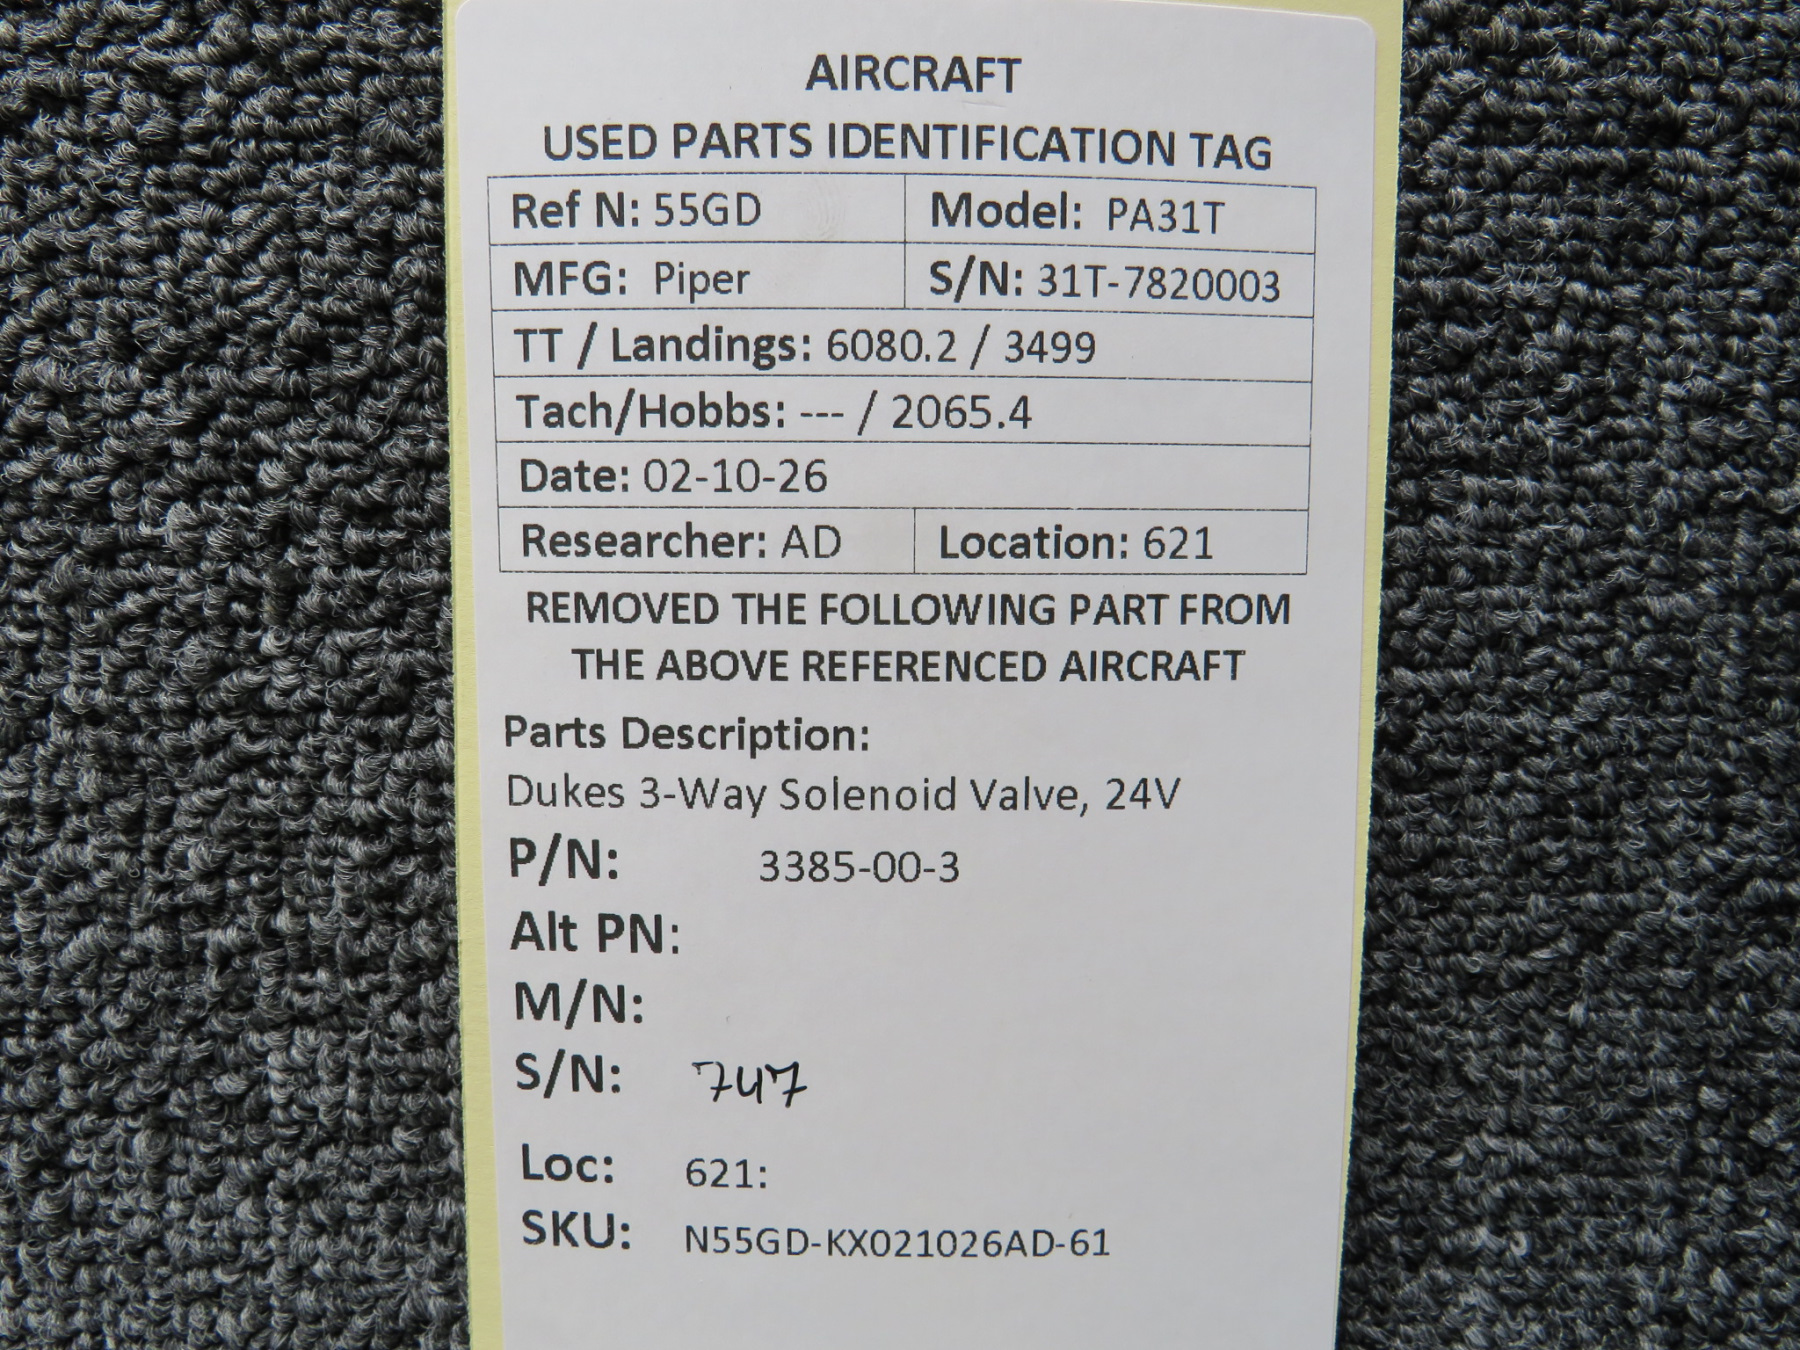 AIRCRAFT
USED PARTS IDENTIFICATION TAG
Ref N: 55GD Model: PA31T
MFG: Piper S/N: 31T-7820003
TT / Landings: 6080.2 / 3499
Tach/Hobbs: --- / 2065.4
Date: 02-10-26
Researcher: AD Location: 621
REMOVED THE FOLLOWING PART FROM
THE ABOVE REFERENCED AIRCRAFT
Parts Description:
Dukes 3-Way Solenoid Valve, 24V
P/N: 3385-00-3
Alt PN:
M/N:
S/N: 747
Loc: 621:
SKU: N55GD-KX021026AD-61